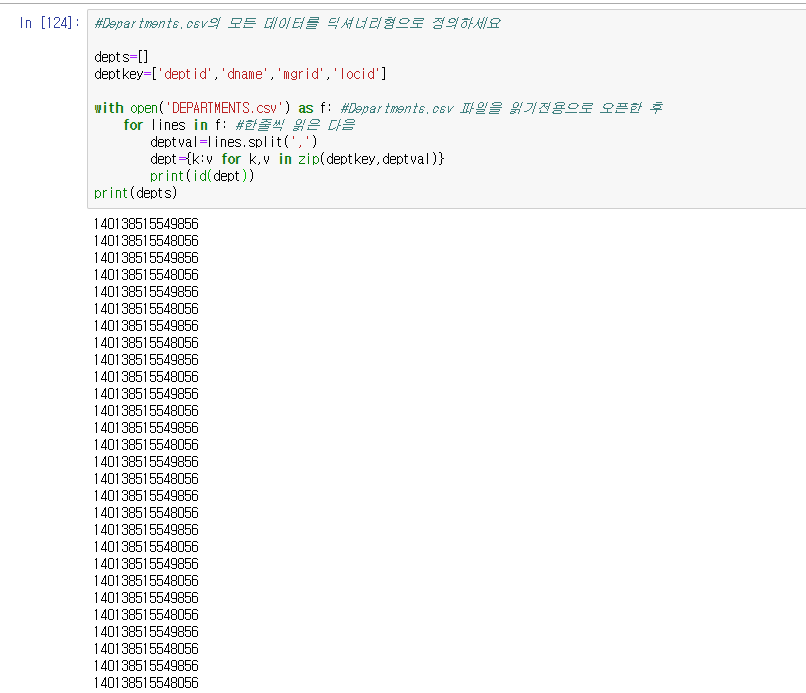 In [124]:
#Departments.csv의 모든 데이터를 딕셔너리형으로 정의하세요
depts=[]
deptkey=['deptid','dname','mgrid','locid']
with open('DEPARTMENTS.csv') as f: #Departments.csv 파일을 읽기전용으로 오픈한 후
for lines in f: #한줄씩 읽은 다음
deptval=lines.split(',')
dept={k:v for k,v in zip(deptkey,deptval)}
print(id(dept))
print(depts)
140138515549856
140138515548056
140138515549856
140138515548056
140138515549856
140138515548056
140138515549856
140138515548056
140138515549856
140138515548056
140138515549856
140138515548056
140138515549856
140138515548056
140138515549856
140138515548056
140138515549856
140138515548056
140138515549856
140138515548056
140138515549856
140138515548056
140138515549856
140138515548056
140138515549856
140138515548056
140138515549856
140138515548056